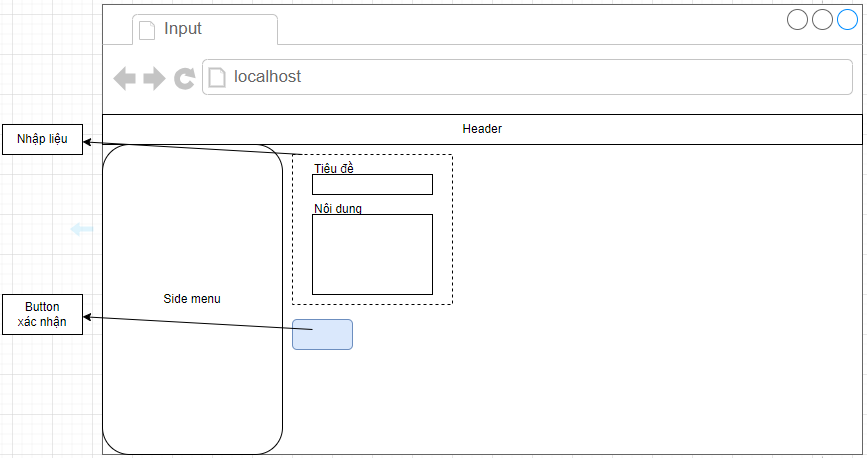 Input
localhost
Header
Nhập liệu
Tiêu đề
Nôi dung
Side menu
Button
xác nhận